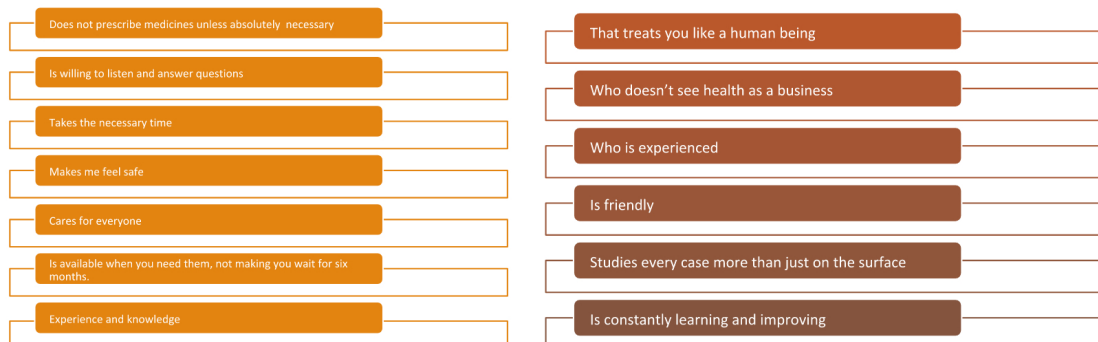 Does not prescribe medicines unless absolutely  necessary
Is willing to listen and answer questions
Takes the necessary time
Makes me feel safe
Cares for everyone
Is available when you need them, not making you wait for six
months.
Experience and knowledge
That treats you like a human being
Who doesn’t see health as a business
Who is experienced
Is friendly
Studies every case more than just on the surface
Is constantly learning and improving